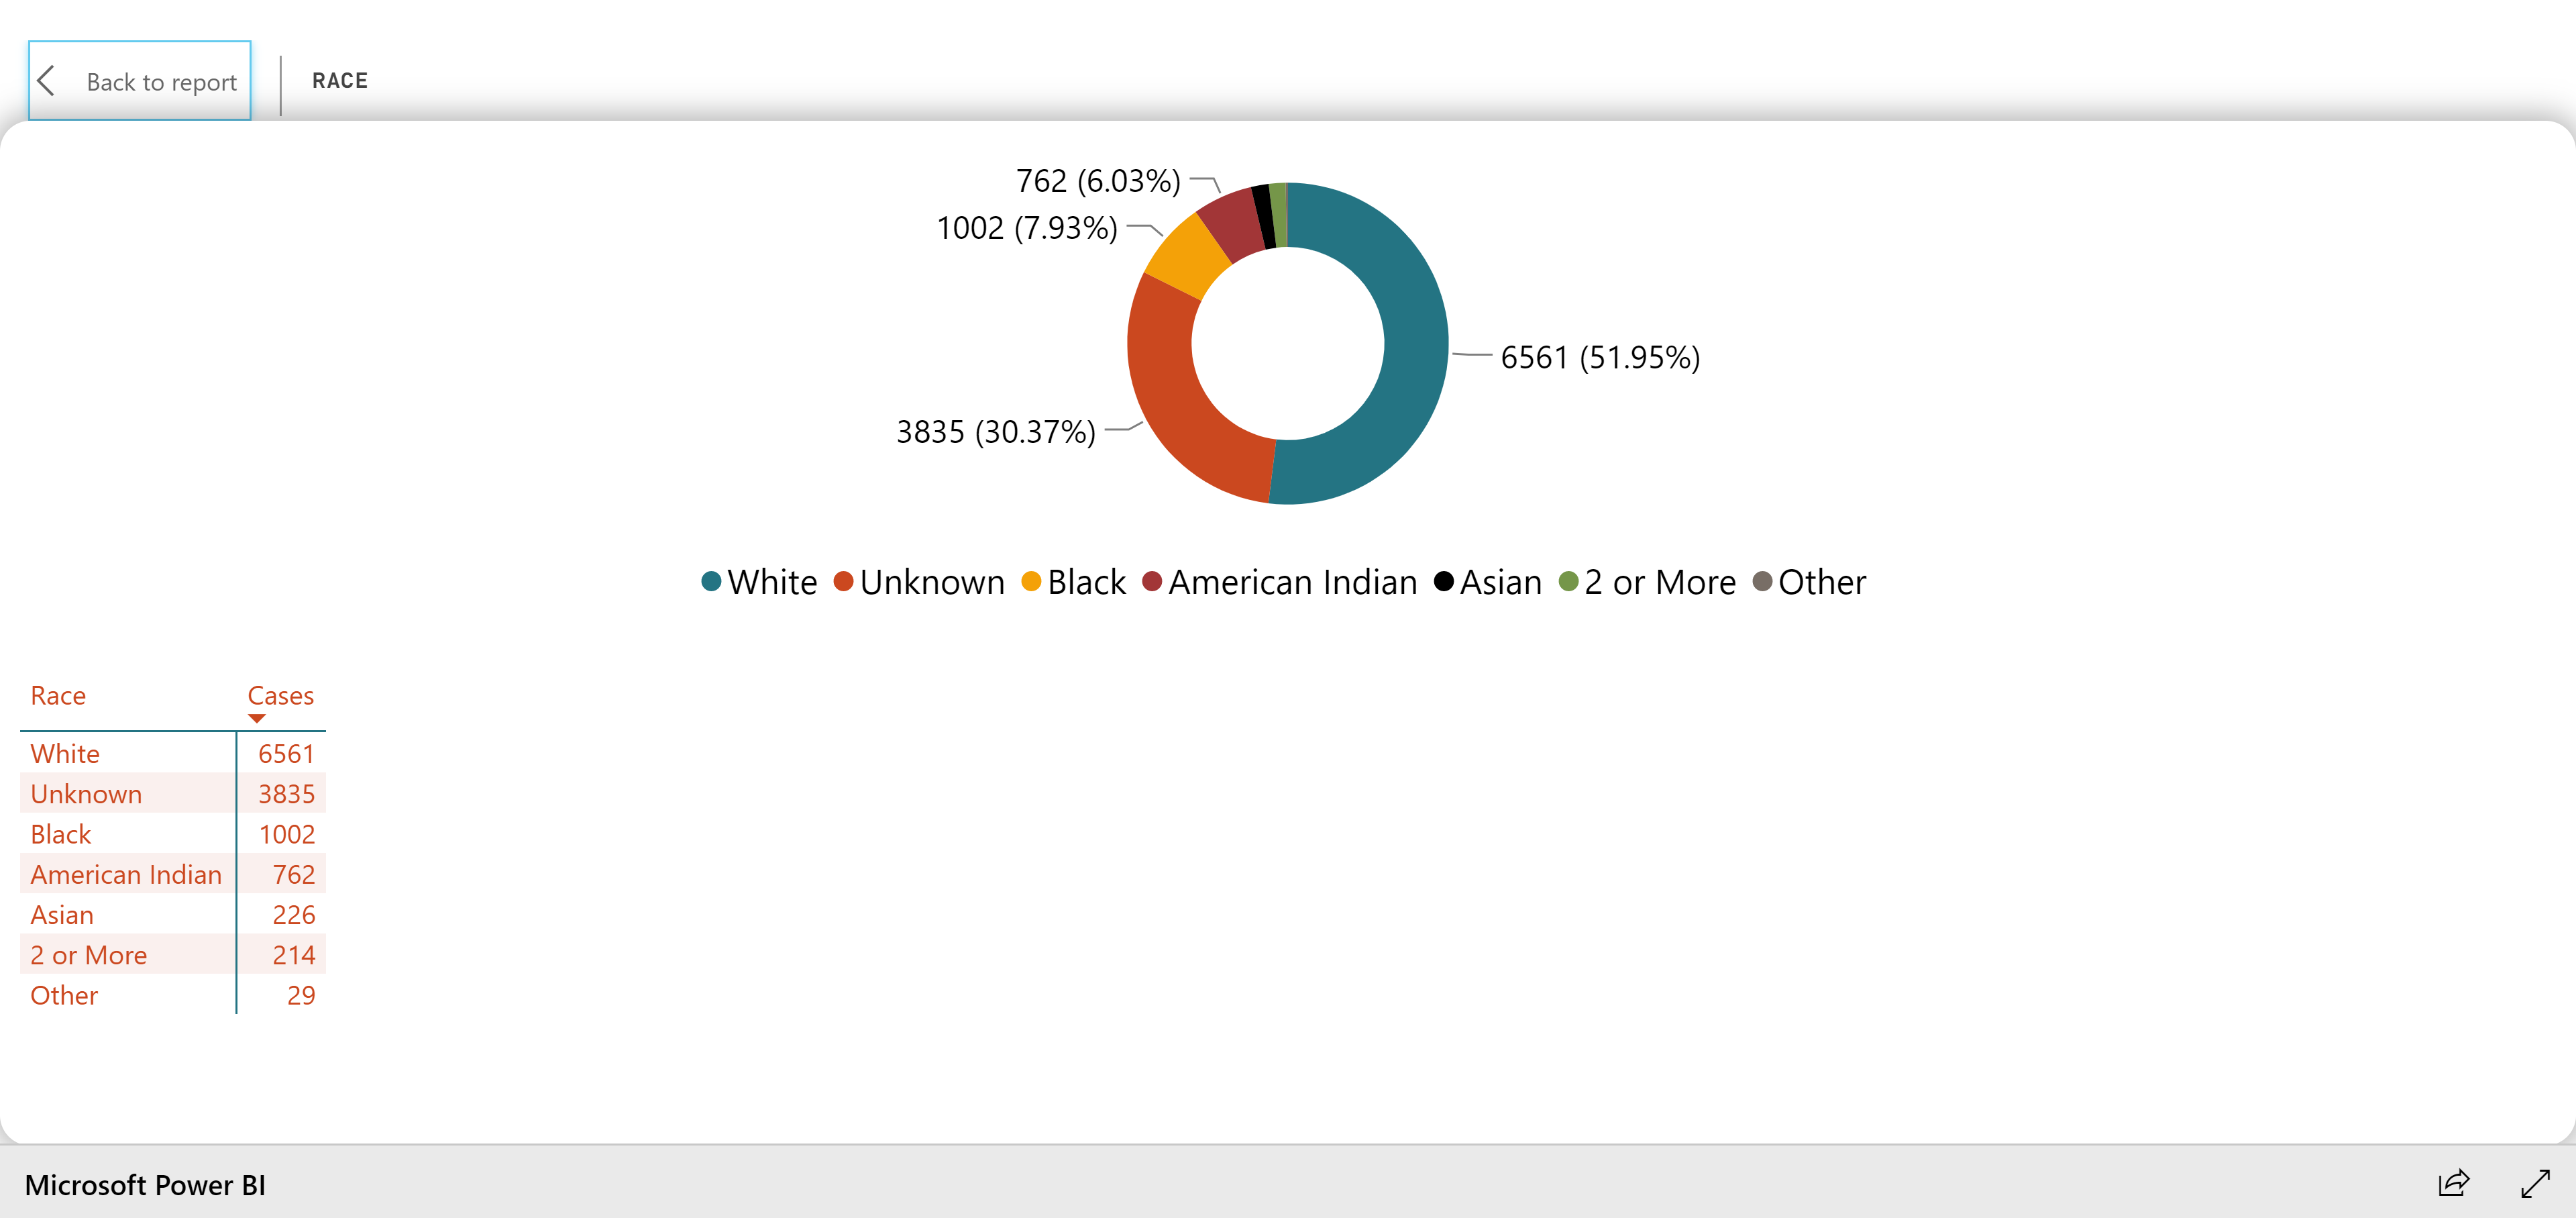 Back to report
RACE
762 (6.03%)
1002 (7.93%)
6561 (51.95%)
3835 (30.37%)
White Unknown Black American Indian Asian 2 or More Other
Race Cases
White 6561
Unknown 3835
Black 1002
American Indian 762
Asian 226
2 or More 214
Other 29
Microsoft Power BI